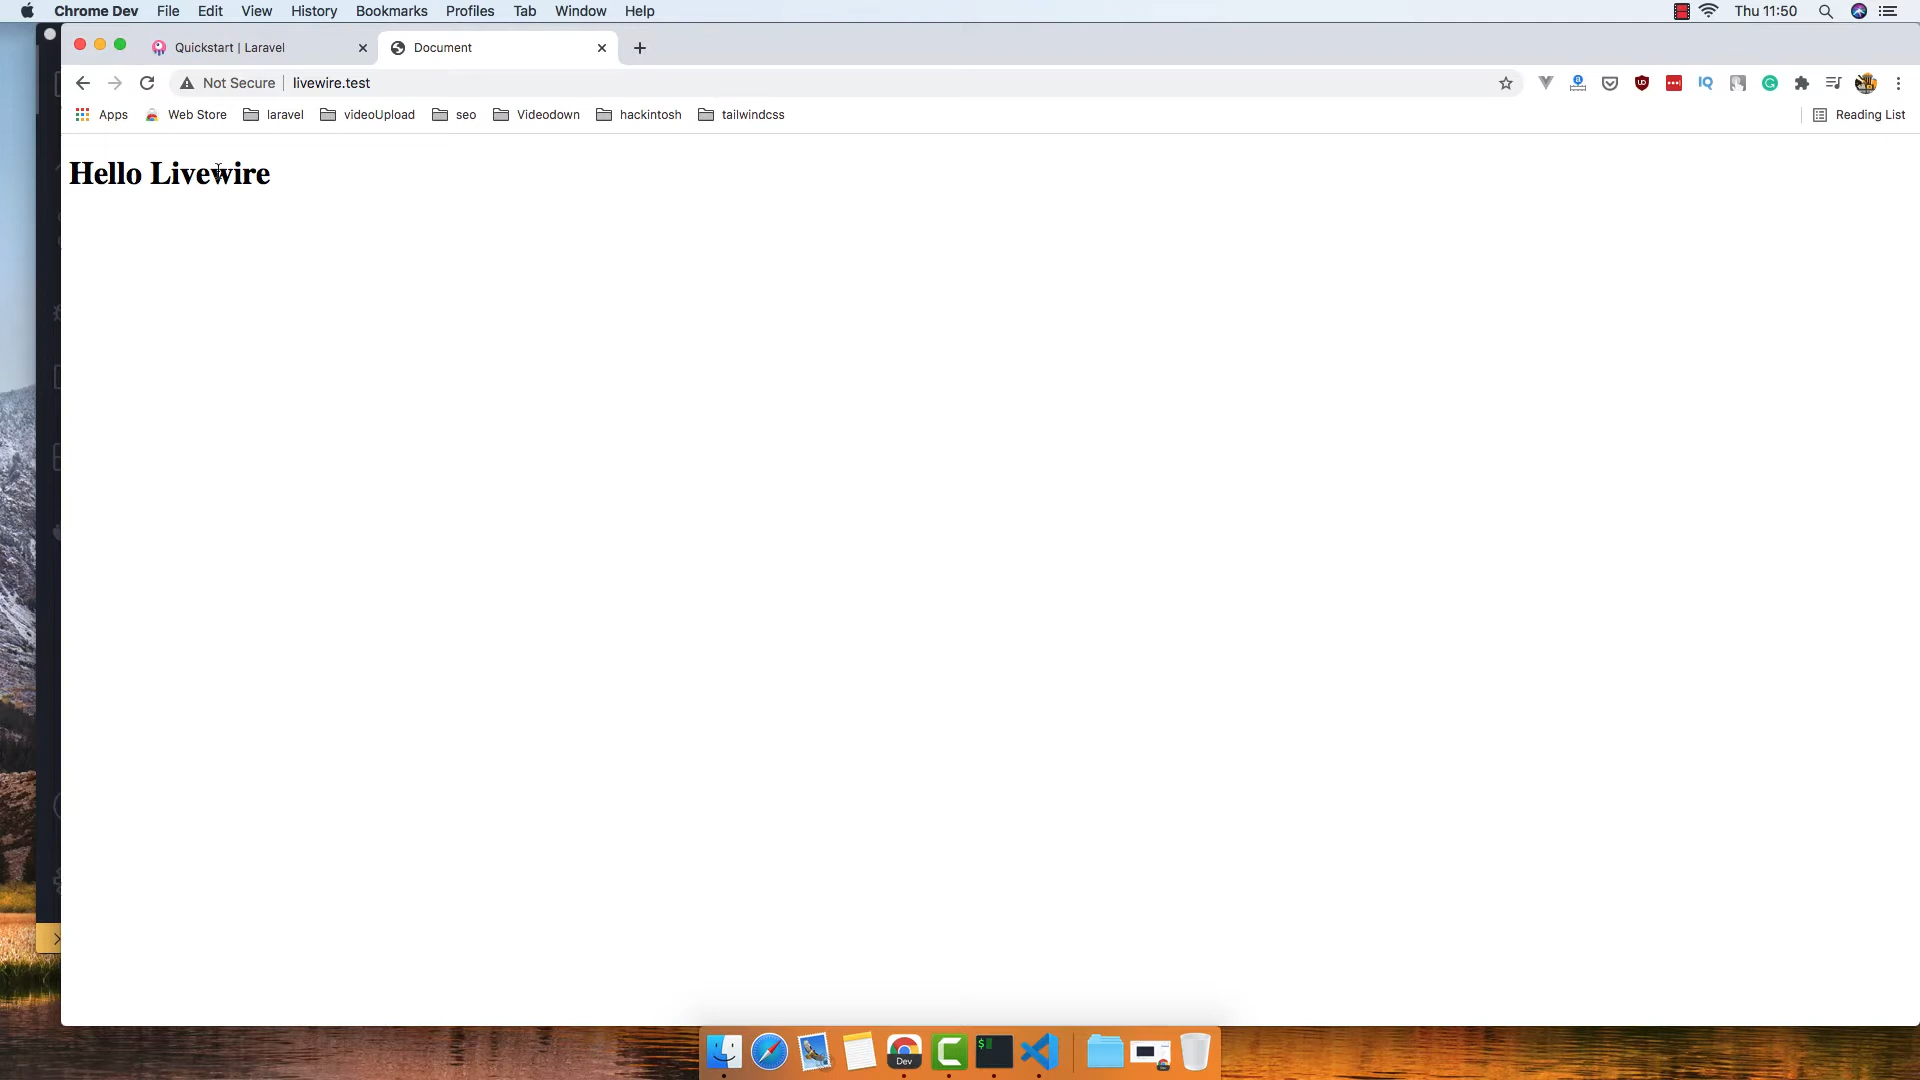 Chrome Dev File Edit View History Bookmarks Profiles Tab Window Help Thu 11:50
Quickstart | Laravel Document
Not Secure livewire.test
Apps Web Store laravel videoUpload seo Videodown hackintosh tailwindcss Reading List
Hello Livewire
Dev